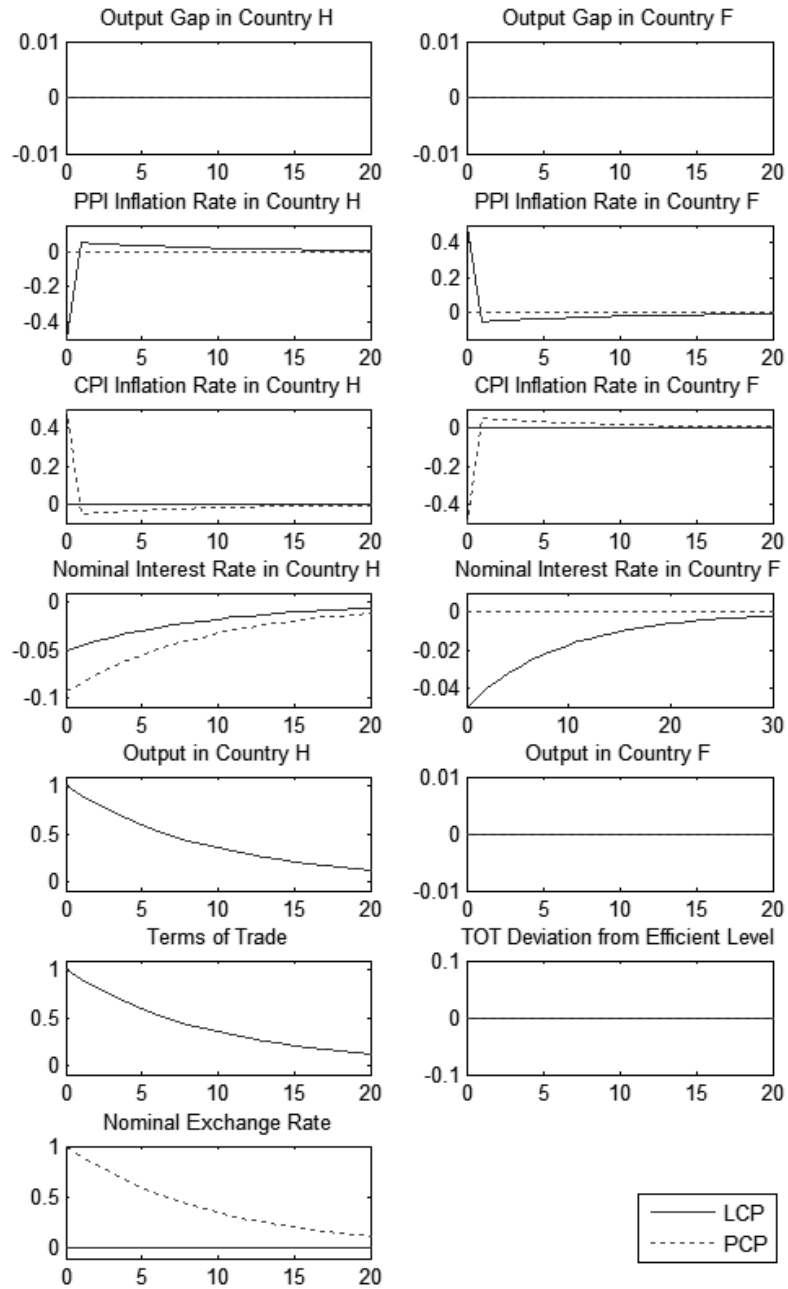 Output Gap in Country H
0.01
0
-0.01
0 5 10 15 20
Output Gap in Country F
0.01
0
-0.01
0 5 10 15 20
PPI Inflation Rate in Country H
0
-0.2
-0.4
0 5 10 15 20
PPI Inflation Rate in Country F
0.4
0.2
0
0 5 10 15 20
CPI Inflation Rate in Country H
0.4
0.2
0
0 5 10 15 20
CPI Inflation Rate in Country F
0
-0.2
-0.4
0 5 10 15 20
Nominal Interest Rate in Country H
0
-0.05
-0.1
0 5 10 15 20
Nominal Interest Rate in Country F
0
-0.02
-0.04
0 10 20 30
Output in Country H
1
0.5
0
0 5 10 15 20
Output in Country F
0.01
0
-0.01
0 5 10 15 20
Terms of Trade
1
0.5
0
0 5 10 15 20
TOT Deviation from Efficient Level
0.1
0
-0.1
0 5 10 15 20
Nominal Exchange Rate
1
0.5
0
0 5 10 15 20
LCP
PCP